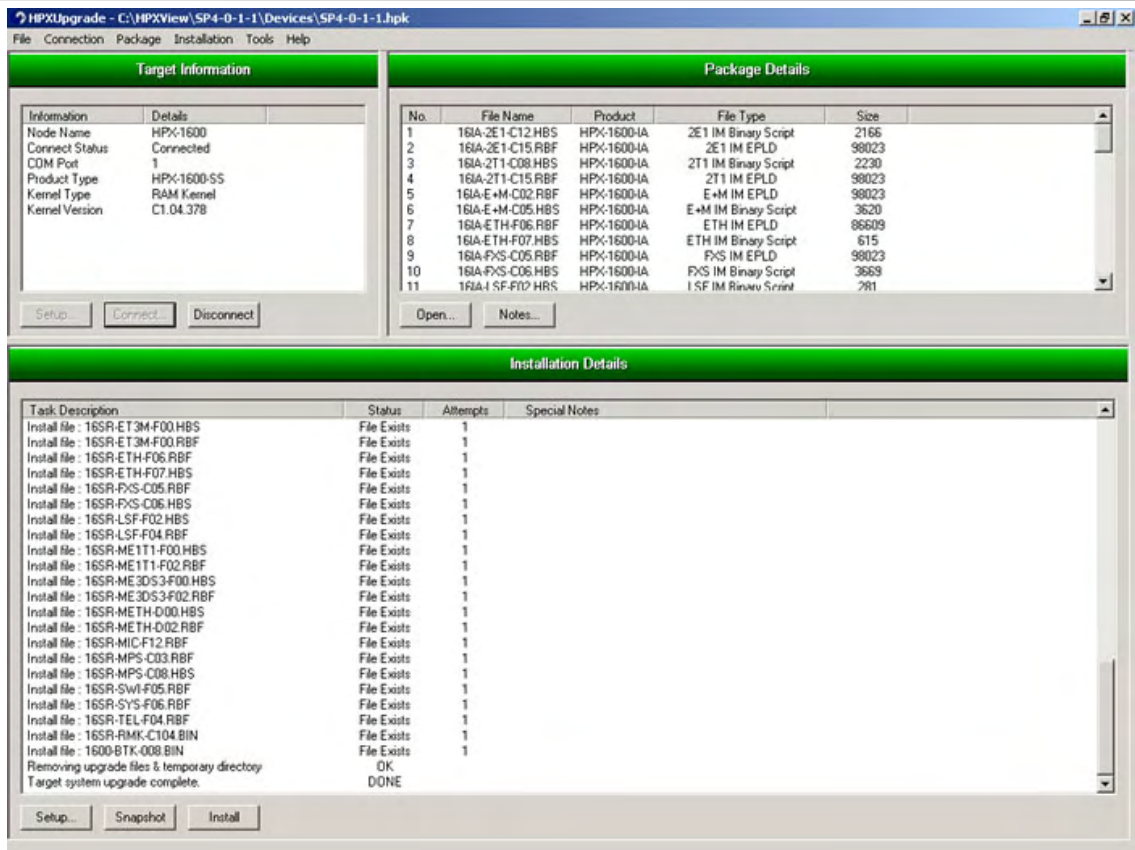 HPXUpgrade - C:\HPXView\SP4-0-1-1\Devices\SP4-0-1-1.hpk
File Connection Package Installation Tools Help
Target Information
Information Details
Node Name HPX-1600
Connect Status Connected
COM Port 1
Product Type HPX-1600-SS
Kernel Type RAM Kernel
Kernel Version C1.04.378
Setup... Connect... Disconnect
Package Details
No. File Name Product File Type Size
1 16IA-2E1-C12.HBS HPX-1600-IA 2E1 IM Binary Script 2166
2 16IA-2E1-C15.RBF HPX-1600-IA 2E1 IM EPLD 98023
3 16IA-2T1-C08.HBS HPX-1600-IA 2T1 IM Binary Script 2230
4 16IA-2T1-C15.RBF HPX-1600-IA 2T1 IM EPLD 98023
5 16IA-E+M-C02.RBF HPX-1600-IA E+M IM EPLD 98023
6 16IA-E+M-C05.HBS HPX-1600-IA E+M IM Binary Script 3620
7 16IA-ETH-F06.RBF HPX-1600-IA ETH IM EPLD 86609
8 16IA-ETH-F07.HBS HPX-1600-IA ETH IM Binary Script 615
9 16IA-FXS-C05.RBF HPX-1600-IA FXS IM EPLD 98023
10 16IA-FXS-C06.HBS HPX-1600-IA FXS IM Binary Script 3669
11 16IA-LSF-F02.HBS HPX-1600-IA LSF IM Binary Script 281
Open... Notes...
Installation Details
Task Description Status Attempts Special Notes
Install file : 16SR-ET3M-F00.HBS File Exists 1
Install file : 16SR-ET3M-F00.RBF File Exists 1
Install file : 16SR-ETH-F06.RBF File Exists 1
Install file : 16SR-ETH-F07.HBS File Exists 1
Install file : 16SR-FXS-C05.RBF File Exists 1
Install file : 16SR-FXS-C06.HBS File Exists 1
Install file : 16SR-LSF-F02.HBS File Exists 1
Install file : 16SR-LSF-F04.RBF File Exists 1
Install file : 16SR-ME1T1-F00.HBS File Exists 1
Install file : 16SR-ME1T1-F02.RBF File Exists 1
Install file : 16SR-ME3DS3-F00.HBS File Exists 1
Install file : 16SR-ME3DS3-F02.RBF File Exists 1
Install file : 16SR-METH-D00.HBS File Exists 1
Install file : 16SR-METH-D02.RBF File Exists 1
Install file : 16SR-MIC-F12.RBF File Exists 1
Install file : 16SR-MPS-C03.RBF File Exists 1
Install file : 16SR-MPS-C08.HBS File Exists 1
Install file : 16SR-SWI-F05.RBF File Exists 1
Install file : 16SR-SYS-F06.RBF File Exists 1
Install file : 16SR-TEL-F04.RBF File Exists 1
Install file : 16SR-RMK-C104.BIN File Exists 1
Install file : 1600-BTK-008.BIN File Exists 1
Removing upgrade files & temporary directory OK
Target system upgrade complete. DONE
Setup... Snapshot Install